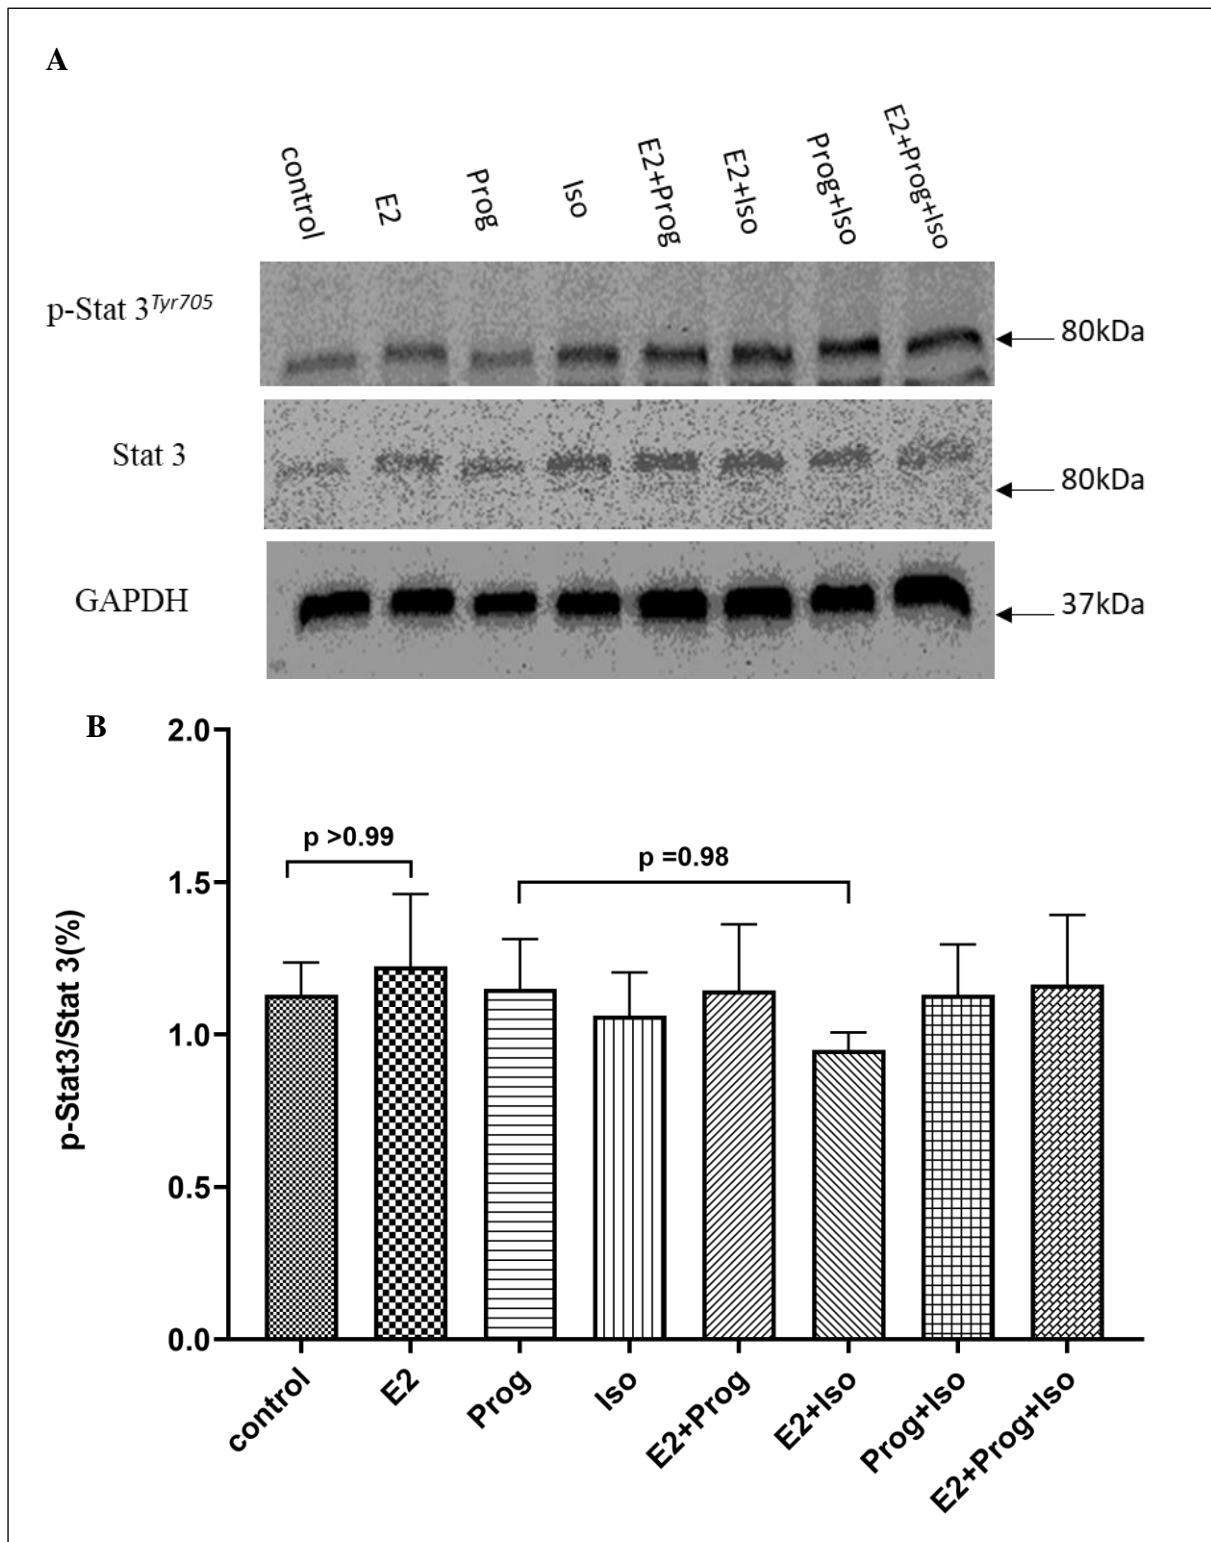 A
control
E2
Prog
Iso
E2+Prog
E2+Iso
Prog+Iso
E2+Prog+Iso
p-Stat 3Tyr705
80kDa
Stat 3
80kDa
GAPDH
37kDa
B
2.0
1.5
1.0
0.5
0.0
p-Stat3/Stat 3(%)
p >0.99
p =0.98
control
E2
Prog
Iso
E2+Prog
E2+Iso
Prog+Iso
E2+Prog+Iso